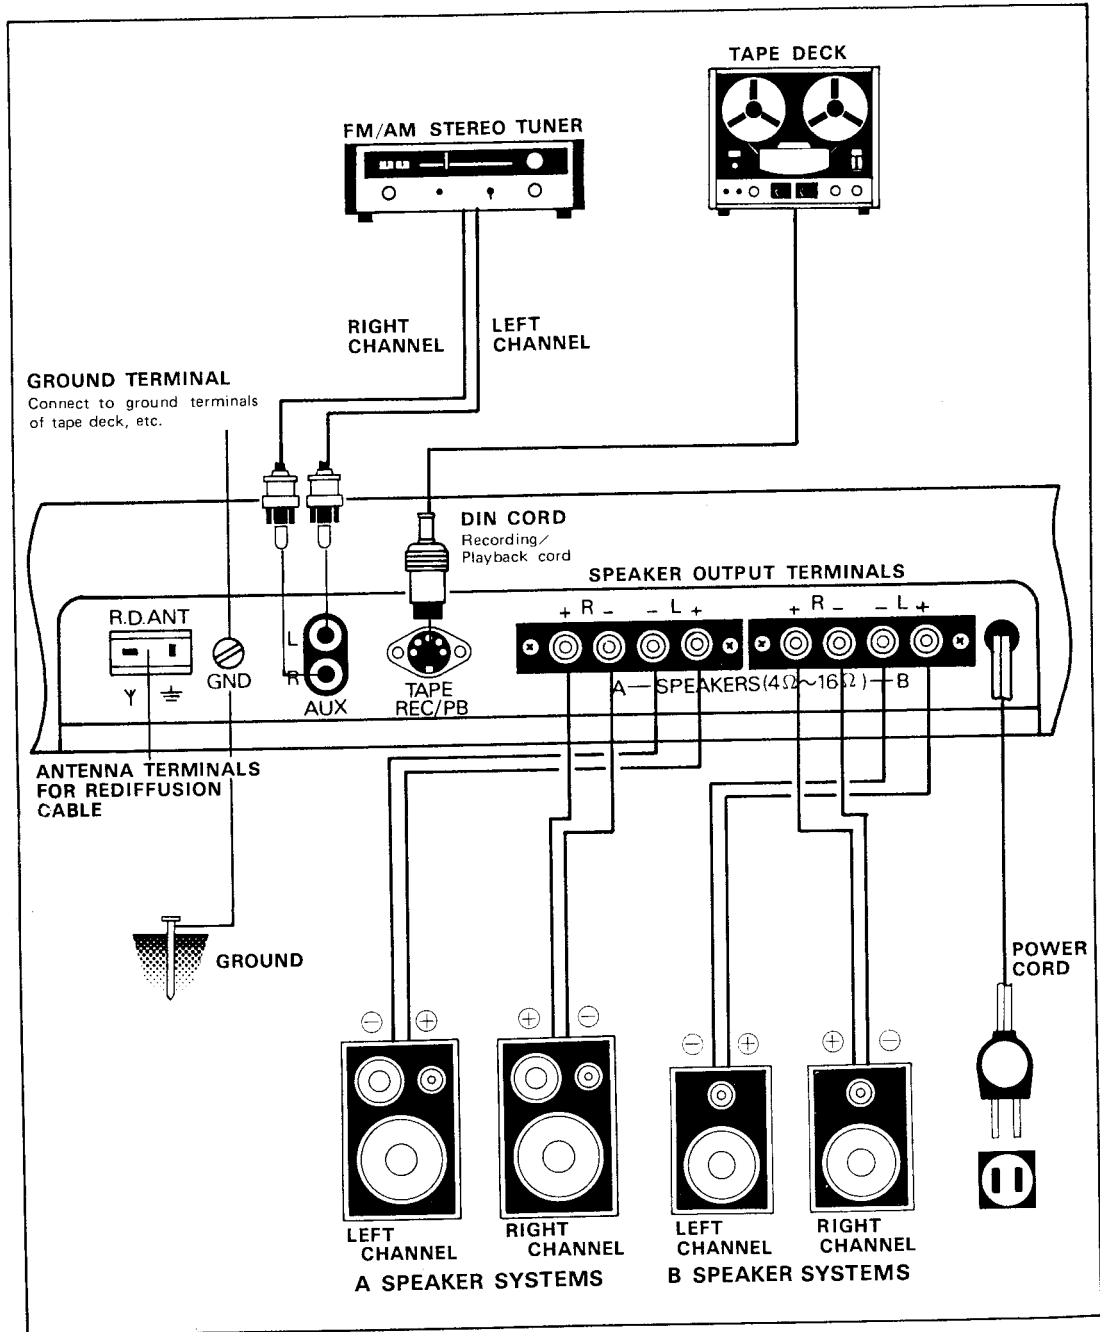 TAPE DECK
FM/AM STEREO TUNER
RIGHT
CHANNEL
LEFT
CHANNEL
GROUND TERMINAL
Connect to ground terminals
of tape deck, etc.
DIN CORD
Recording/
Playback cord
SPEAKER OUTPUT TERMINALS
+ R - - L +
+ R - - L +
R.D.ANT
L
R
GND
AUX
TAPE
REC/PB
A—SPEAKERS(4Ω~16Ω)—B
ANTENNA TERMINALS
FOR REDIFFUSION
CABLE
GROUND
POWER
CORD
- + + - - + + -
LEFT
CHANNEL
RIGHT
CHANNEL
LEFT
CHANNEL
RIGHT
CHANNEL
A SPEAKER SYSTEMS
B SPEAKER SYSTEMS